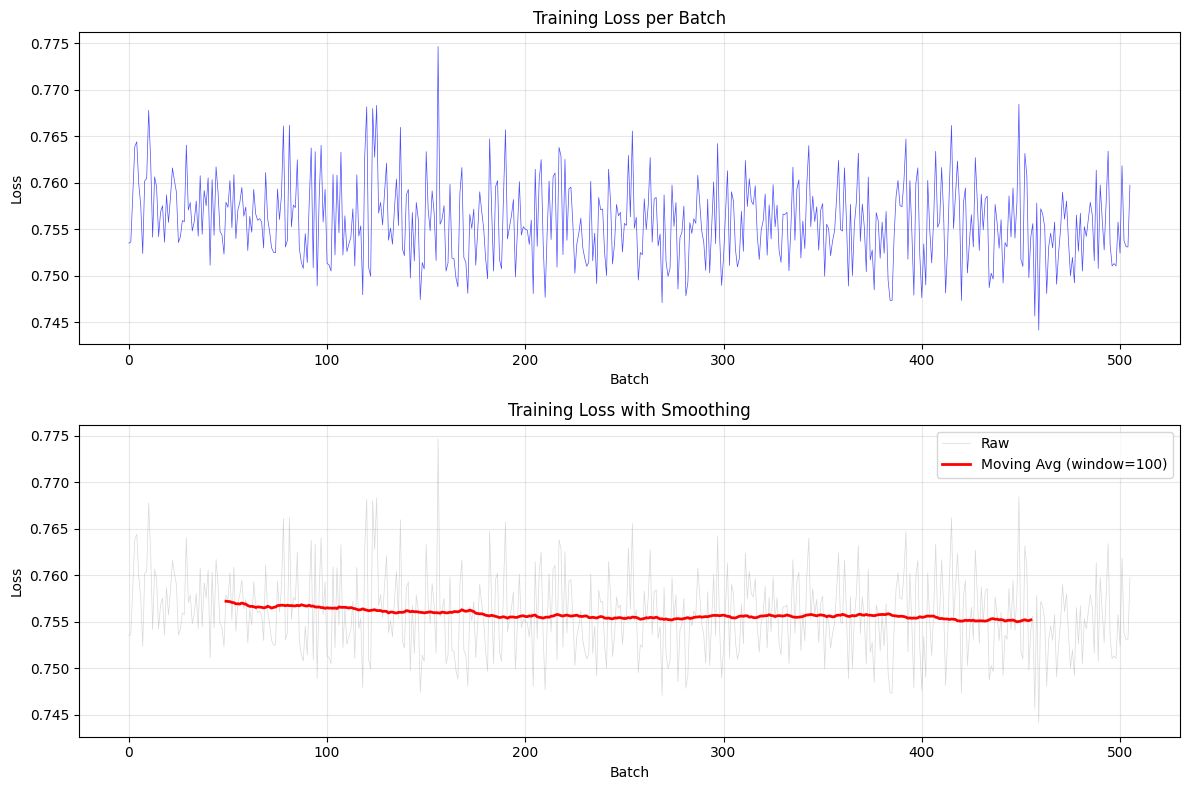 Training Loss per Batch
0.775
0.770
0.765
0.760
0.755
0.750
0.745
Loss
0 100 200 300 400 500
Batch
Training Loss with Smoothing
0.775
0.770
0.765
0.760
0.755
0.750
0.745
Loss
Raw
Moving Avg (window=100)
0 100 200 300 400 500
Batch